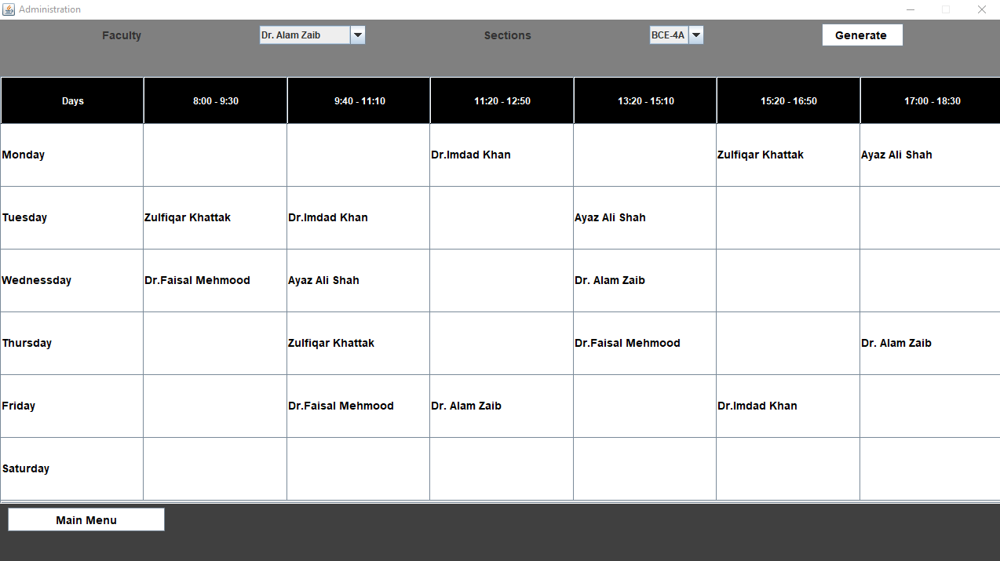 Administration
Faculty Dr. Alam Zaib Sections BCE-4A Generate
Days 8:00 - 9:30 9:40 - 11:10 11:20 - 12:50 13:20 - 15:10 15:20 - 16:50 17:00 - 18:30
Monday Dr.Imdad Khan Zulfiqar Khattak Ayaz Ali Shah
Tuesday Zulfiqar Khattak Dr.Imdad Khan Ayaz Ali Shah
Wednessday Dr.Faisal Mehmood Ayaz Ali Shah Dr. Alam Zaib
Thursday Zulfiqar Khattak Dr.Faisal Mehmood Dr. Alam Zaib
Friday Dr.Faisal Mehmood Dr. Alam Zaib Dr.Imdad Khan
Saturday
Main Menu